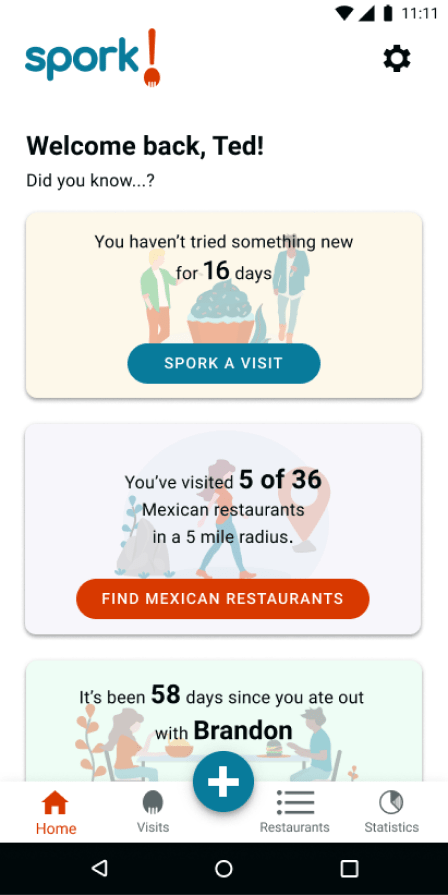 11:11
spork!
Welcome back, Ted!
Did you know...?
You haven’t tried something new
for 16 days
SPORK A VISIT
You’ve visited 5 of 36
Mexican restaurants
in a 5 mile radius.
FIND MEXICAN RESTAURANTS
It’s been 58 days since you ate out
with Brandon
Home
Visits
Restaurants
Statistics